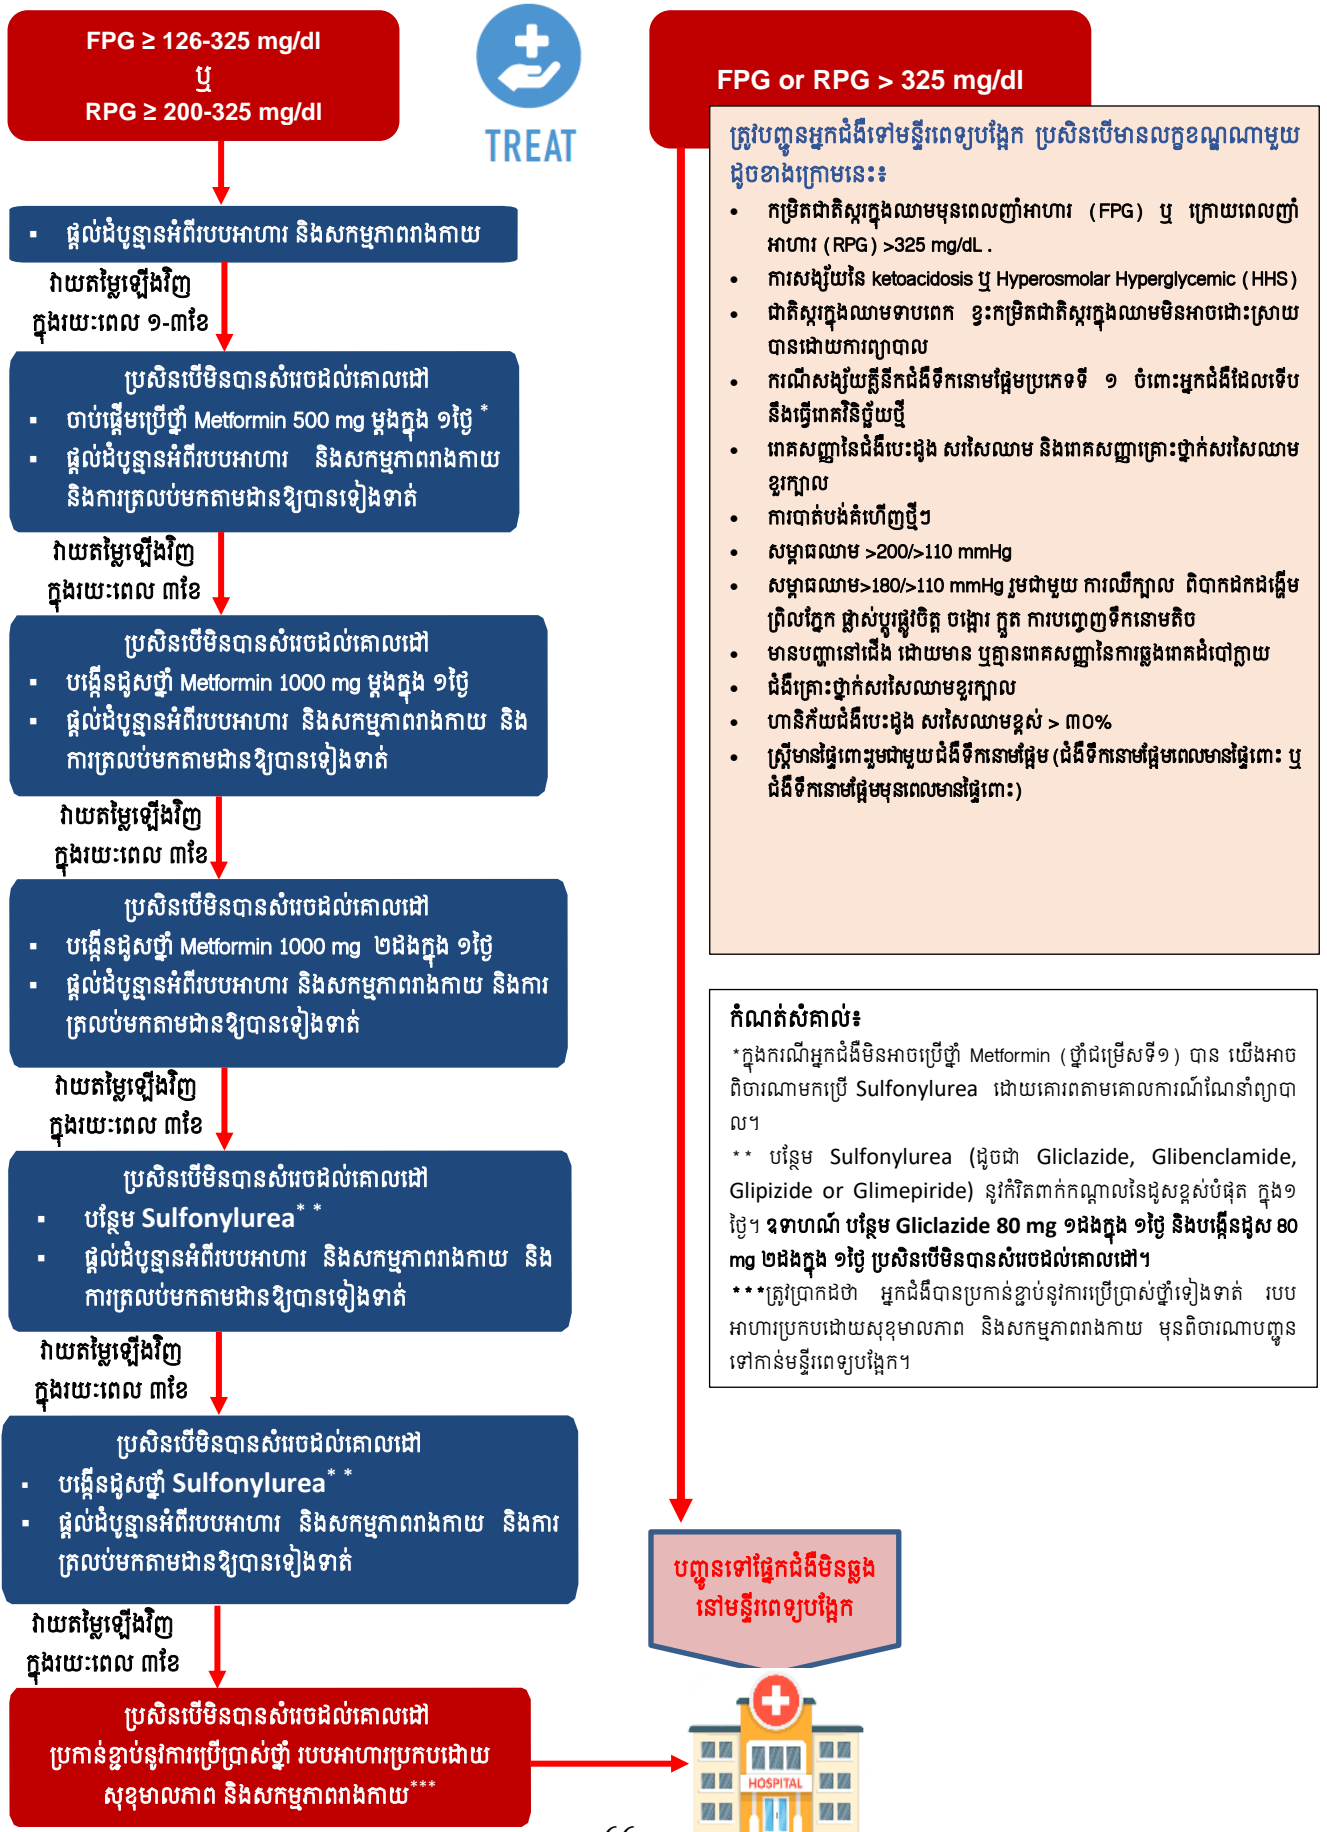 FPG ≥ 126-325 mg/dl
ឬ
RPG ≥ 200-325 mg/dl
TREAT
▪ ផ្តល់ដំបូន្មានអំពីរបបអាហារ និងសកម្មភាពរាងកាយ
វាយតម្លៃឡើងវិញ
ក្នុងរយៈពេល ១-៣ខែ
ប្រសិនបើមិនបានសំរេចដល់គោលដៅ
▪ ចាប់ផ្តើមប្រើថ្នាំ Metformin 500 mg ម្តងក្នុង ១ថ្ងៃ *
▪ ផ្តល់ដំបូន្មានអំពីរបបអាហារ និងសកម្មភាពរាងកាយ
និងការត្រលប់មកតាមដានឱ្យបានទៀងទាត់
វាយតម្លៃឡើងវិញ
ក្នុងរយៈពេល ៣ខែ
ប្រសិនបើមិនបានសំរេចដល់គោលដៅ
▪ បង្កើនដូសថ្នាំ Metformin 1000 mg ម្តងក្នុង ១ថ្ងៃ
▪ ផ្តល់ដំបូន្មានអំពីរបបអាហារ និងសកម្មភាពរាងកាយ និង
ការត្រលប់មកតាមដានឱ្យបានទៀងទាត់
វាយតម្លៃឡើងវិញ
ក្នុងរយៈពេល ៣ខែ
ប្រសិនបើមិនបានសំរេចដល់គោលដៅ
▪ បង្កើនដូសថ្នាំ Metformin 1000 mg ២ដងក្នុង ១ថ្ងៃ
▪ ផ្តល់ដំបូន្មានអំពីរបបអាហារ និងសកម្មភាពរាងកាយ និងការ
ត្រលប់មកតាមដានឱ្យបានទៀងទាត់
វាយតម្លៃឡើងវិញ
ក្នុងរយៈពេល ៣ខែ
ប្រសិនបើមិនបានសំរេចដល់គោលដៅ
▪ បន្ថែម Sulfonylurea* *
▪ ផ្តល់ដំបូន្មានអំពីរបបអាហារ និងសកម្មភាពរាងកាយ និង
ការត្រលប់មកតាមដានឱ្យបានទៀងទាត់
វាយតម្លៃឡើងវិញ
ក្នុងរយៈពេល ៣ខែ
ប្រសិនបើមិនបានសំរេចដល់គោលដៅ
▪ បង្កើនដូសថ្នាំ Sulfonylurea* *
▪ ផ្តល់ដំបូន្មានអំពីរបបអាហារ និងសកម្មភាពរាងកាយ និងការ
ត្រលប់មកតាមដានឱ្យបានទៀងទាត់
វាយតម្លៃឡើងវិញ
ក្នុងរយៈពេល ៣ខែ
ប្រសិនបើមិនបានសំរេចដល់គោលដៅ
ប្រកាន់ខ្ជាប់នូវការប្រើប្រាស់ថ្នាំ របបអាហារប្រកបដោយ
សុខុមាលភាព និងសកម្មភាពរាងកាយ***
FPG or RPG > 325 mg/dl
ត្រូវបញ្ជូនអ្នកជំងឺទៅមន្ទីរពេទ្យបង្អែក ប្រសិនបើមានលក្ខខណ្ឌណាមួយ
ដូចខាងក្រោមនេះ៖
• កម្រិតជាតិស្ករក្នុងឈាមមុនពេលញាំអាហារ (FPG) ឬ ក្រោយពេលញាំ
អាហារ (RPG) >325 mg/dL .
• ការសង្ស័យនៃ ketoacidosis ឬ Hyperosmolar Hyperglycemic (HHS)
• ជាតិស្ករក្នុងឈាមទាបពេក ខ្វះកម្រិតជាតិស្ករក្នុងឈាមមិនអាចដោះស្រាយ
បានដោយការព្យាបាល
• ករណីសង្ស័យគ្លីនីកជំងឺទឹកនោមផ្អែមប្រភេទទី ១ ចំពោះអ្នកជំងឺដែលទើប
នឹងធ្វើរោគវិនិច្ឆ័យថ្មី
• រោគសញ្ញានៃជំងឺបេះដូង សរសៃឈាម និងរោគសញ្ញាគ្រោះថ្នាក់សរសៃឈាម
ខួរក្បាល
• ការបាត់បង់គំហើញថ្មីៗ
• សម្ពាធឈាម >200/>110 mmHg
• សម្ពាធឈាម>180/>110 mmHg រួមជាមួយ ការឈឺក្បាល ពិបាកដកដង្ហើម
ព្រិលភ្នែក ផ្លាស់ប្តូរផ្លូវចិត្ត ចង្អោរ ក្អួត ការបញ្ចេញទឹកនោមតិច
• មានបញ្ហានៅជើង ដោយមាន ឬគ្មានរោគសញ្ញានៃការឆ្លងរោគដំបៅក្លាយ
• ជំងឺគ្រោះថ្នាក់សរសៃឈាមខួរក្បាល
• ហានិភ័យជំងឺបេះដូង សរសៃឈាមខ្ពស់ > ៣០%
• ស្ត្រីមានផ្ទៃពោះរួមជាមួយ ជំងឺទឹកនោមផ្អែម (ជំងឺទឹកនោមផ្អែមពេលមានផ្ទៃពោះ ឬ
ជំងឺទឹកនោមផ្អែមមុនពេលមានផ្ទៃពោះ)
កំណត់សំគាល់៖
*ក្នុងករណីអ្នកជំងឺមិនអាចប្រើថ្នាំ Metformin (ថ្នាំជម្រើសទី១) បាន យើងអាច
ពិចារណាមកប្រើ Sulfonylurea ដោយគោរពតាមគោលការណ៍ណែនាំព្យាបា
ល។
* * បន្ថែម Sulfonylurea (ដូចជា Gliclazide, Glibenclamide,
Glipizide or Glimepiride) នូវកំរិតពាក់កណ្តាលនៃដូសខ្ពស់បំផុត ក្នុង១
ថ្ងៃ។ ឧទាហណ៍ បន្ថែម Gliclazide 80 mg ១ដងក្នុង ១ថ្ងៃ និងបង្កើនដូស 80
mg ២ដងក្នុង ១ថ្ងៃ ប្រសិនបើមិនបានសំរេចដល់គោលដៅ។
***ត្រូវប្រាកដថា អ្នកជំងឺបានប្រកាន់ខ្ជាប់នូវការប្រើប្រាស់ថ្នាំទៀងទាត់ របប
អាហារប្រកបដោយសុខុមាលភាព និងសកម្មភាពរាងកាយ មុនពិចារណាបញ្ជូន
ទៅកាន់មន្ទីរពេទ្យបង្អែក។
បញ្ជូនទៅផ្នែកជំងឺមិនឆ្លង
នៅមន្ទីរពេទ្យបង្អែក
HOSPITAL